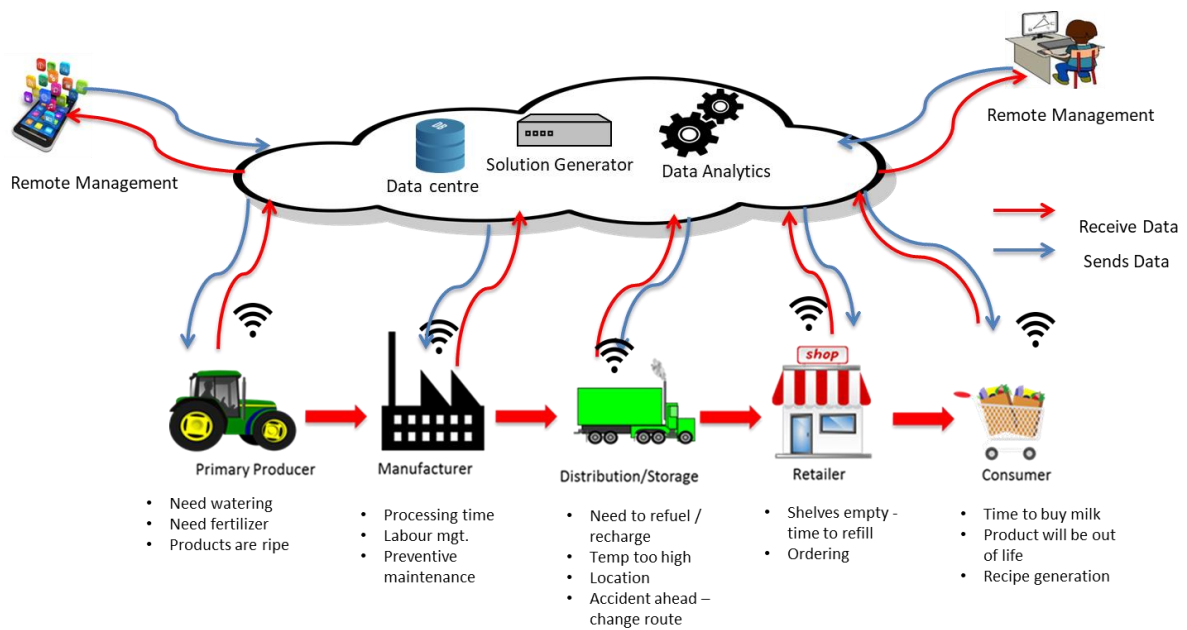 DB
Solution Generator
Data centre
Data Analytics
Remote Management
Remote Management
Receive Data
Sends Data
shop
Primary Producer
• Need watering
• Need fertilizer
• Products are ripe
Manufacturer
• Processing time
• Labour mgt.
• Preventive
maintenance
Distribution/Storage
• Need to refuel /
recharge
• Temp too high
• Location
• Accident ahead –
change route
Retailer
• Shelves empty -
time to refill
• Ordering
Consumer
• Time to buy milk
• Product will be out
of life
• Recipe generation